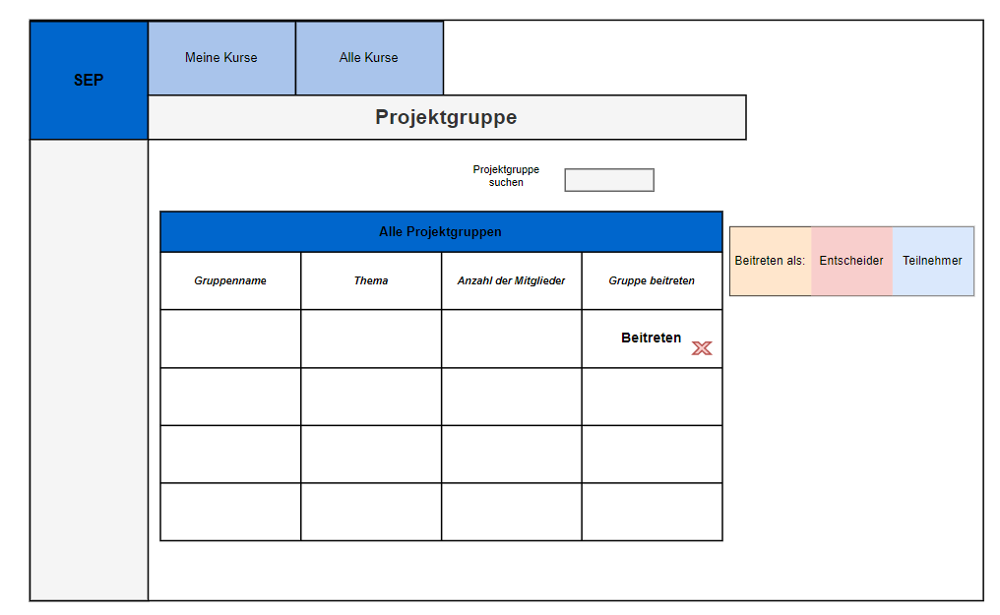 SEP
Meine Kurse
Alle Kurse
Projektgruppe
Projektgruppe
suchen
Alle Projektgruppen
Gruppenname
Thema
Anzahl der Mitglieder
Gruppe beitreten
Beitreten als:
Entscheider
Teilnehmer
Beitreten